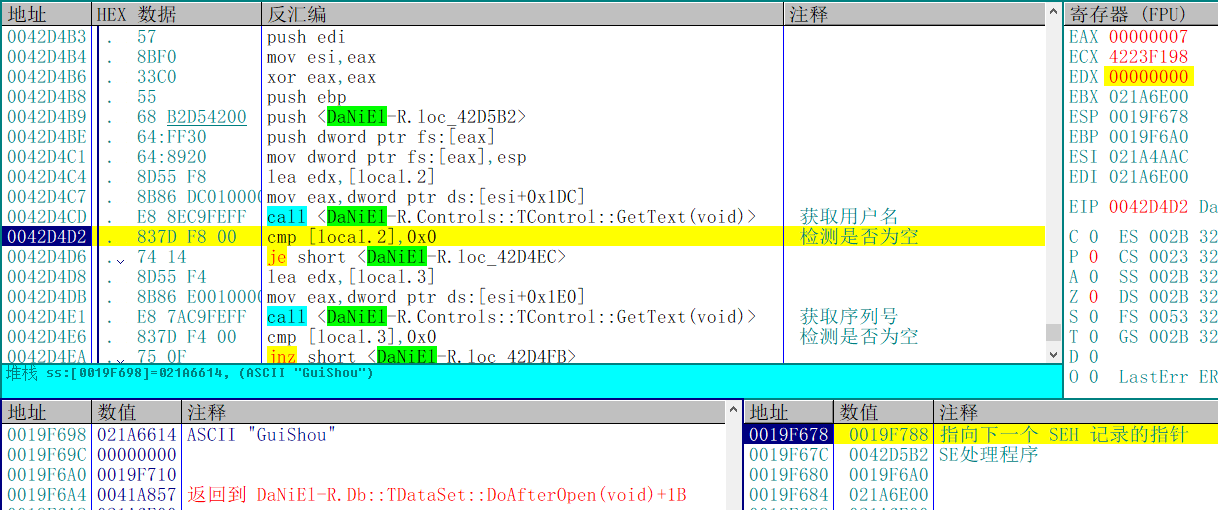 地址 HEX 数据 反汇编 注释 寄存器 (FPU)
0042D4B3 . 57 push edi
0042D4B4 . 8BF0 mov esi,eax
0042D4B6 . 33C0 xor eax,eax
0042D4B8 . 55 push ebp
0042D4B9 . 68 B2D54200 push <DaNiEl-R.loc_42D5B2>
0042D4BE . 64:FF30 push dword ptr fs:[eax]
0042D4C1 . 64:8920 mov dword ptr fs:[eax],esp
0042D4C4 . 8D55 F8 lea edx,[local.2]
0042D4C7 . 8B86 DC010000 mov eax,dword ptr ds:[esi+0x1DC]
0042D4CD . E8 8EC9FEFF call <DaNiEl-R.Controls::TControl::GetText(void)> 获取用户名
0042D4D2 . 837D F8 00 cmp [local.2],0x0 检测是否为空
0042D4D6 . 74 14 je short <DaNiEl-R.loc_42D4EC>
0042D4D8 . 8D55 F4 lea edx,[local.3]
0042D4DB . 8B86 E0010000 mov eax,dword ptr ds:[esi+0x1E0]
0042D4E1 . E8 7AC9FEFF call <DaNiEl-R.Controls::TControl::GetText(void)> 获取序列号
0042D4E6 . 837D F4 00 cmp [local.3],0x0 检测是否为空
0042D4EA . 75 0F jnz short <DaNiEl-R.loc_42D4FB>
EAX 00000007
ECX 4223F198
EDX 00000000
EBX 021A6E00
ESP 0019F678
EBP 0019F6A0
ESI 021A4AAC
EDI 021A6E00
EIP 0042D4D2 Da
C 0 ES 002B 32
P 0 CS 0023 32
A 0 SS 002B 32
Z 0 DS 002B 32
S 0 FS 0053 32
T 0 GS 002B 32
D 0
O 0 LastErr ER
堆栈 ss:[0019F698]=021A6614, (ASCII "GuiShou")
地址 数值 注释
0019F698 021A6614 ASCII "GuiShou"
0019F69C 00000000
0019F6A0 0019F710
0019F6A4 0041A857 返回到 DaNiEl-R.Db::TDataSet::DoAfterOpen(void)+1B
地址 数值 注释
0019F678 0019F788 指向下一个 SEH 记录的指针
0019F67C 0042D5B2 SE处理程序
0019F680 0019F6A0
0019F684 021A6E00